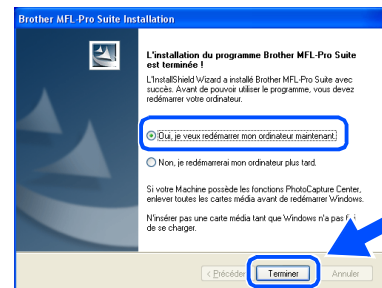 Brother MFL-Pro Suite Installation
L'installation du programme Brother MFL-Pro Suite
est terminée !
L'InstallShield Wizard a installé Brother MFL-Pro Suite avec
succès. Avant de pouvoir utiliser le programme, vous devez
redémarrer votre ordinateur.
Oui, je veux redémarrer mon ordinateur maintenant.
Non, je redémarrerai mon ordinateur plus tard.
Si votre Machine possède les fonctions PhotoCapture Center,
enlever toutes les cartes média avant de redémarrer Windows.
N'insérer pas une carte média tant que Windows n'a pas
de se charger.
< Précédent
Terminer
Annuler